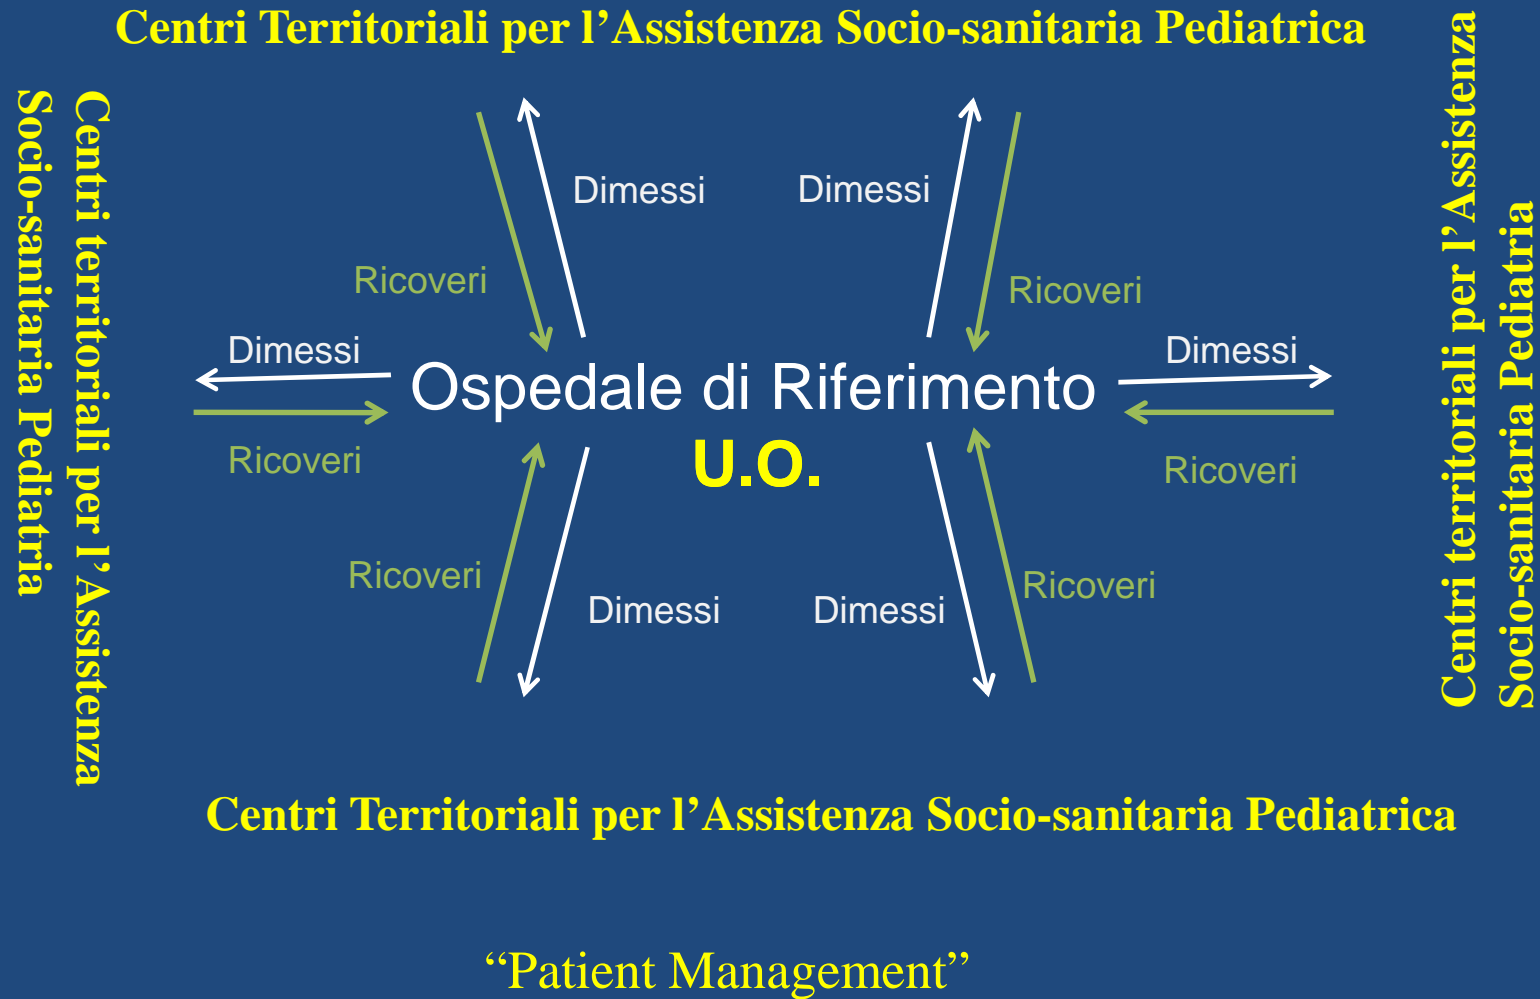 Centri Territoriali per l’Assistenza Socio-sanitaria Pediatrica
Centri territoriali per l’Assistenza
Socio-sanitaria Pediatria
Centri territoriali per l’Assistenza
Socio-sanitaria Pediatria
Dimessi
Dimessi
Ricoveri
Ricoveri
Dimessi
Dimessi
Ospedale di Riferimento
U.O.
Ricoveri
Ricoveri
Ricoveri
Ricoveri
Dimessi
Dimessi
Centri Territoriali per l’Assistenza Socio-sanitaria Pediatrica
“Patient Management”